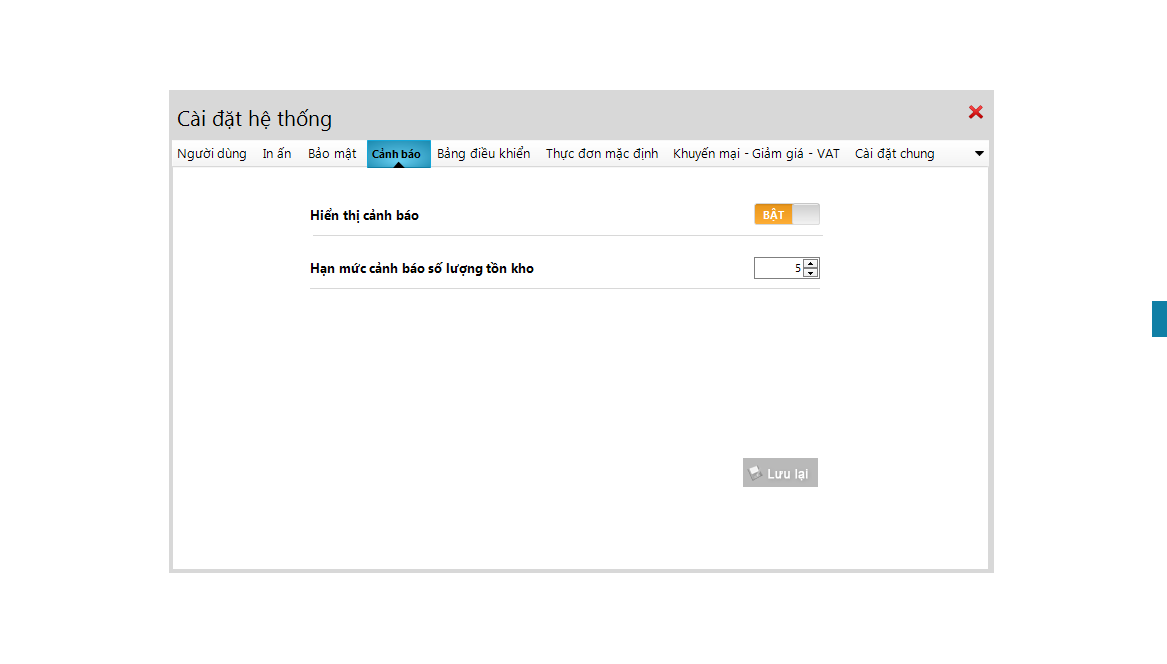 Cài đặt hệ thống
Người dùng In ấn Bảo mật Cảnh báo Bảng điều khiển Thực đơn mặc định Khuyến mại - Giảm giá - VAT Cài đặt chung
Hiển thị cảnh báo BẬT
Hạn mức cảnh báo số lượng tồn kho 5
Lưu lại